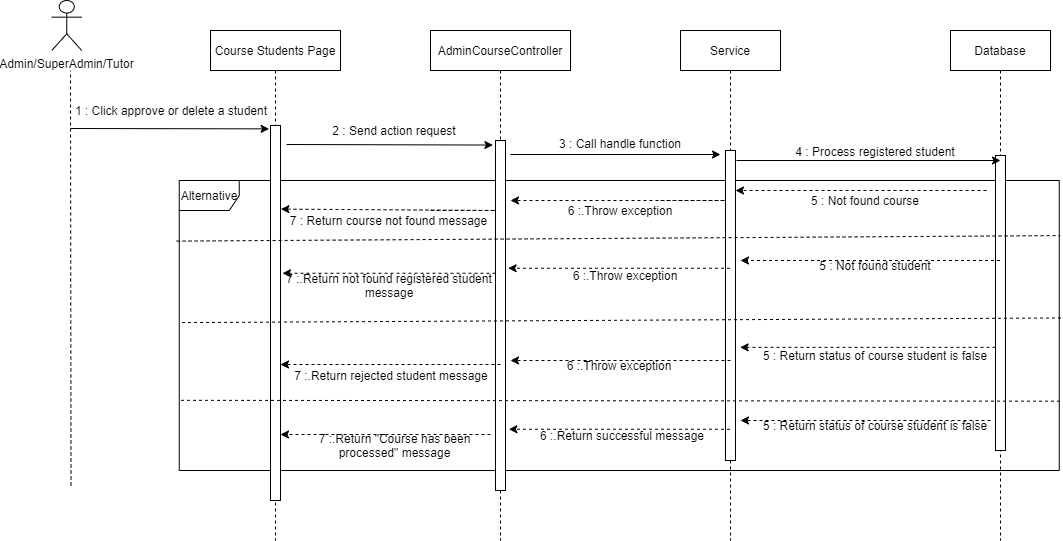 Course Students Page
AdminCourseController
Service
Database
Admin/SuperAdmin/Tutor
1 : Click approve or delete a student
2 : Send action request
3 : Call handle function
4 : Process registered student
Alternative
5 : Not found course
6 :.Throw exception
7 : Return course not found message
5 : Not found student
6 :.Throw exception
7 :.Return not found registered student
message
5 : Return status of course student is false
6 :.Throw exception
7 :.Return rejected student message
5 : Return status of course student is false
6 :.Return successful message
7 :.Return "Course has been
processed" message